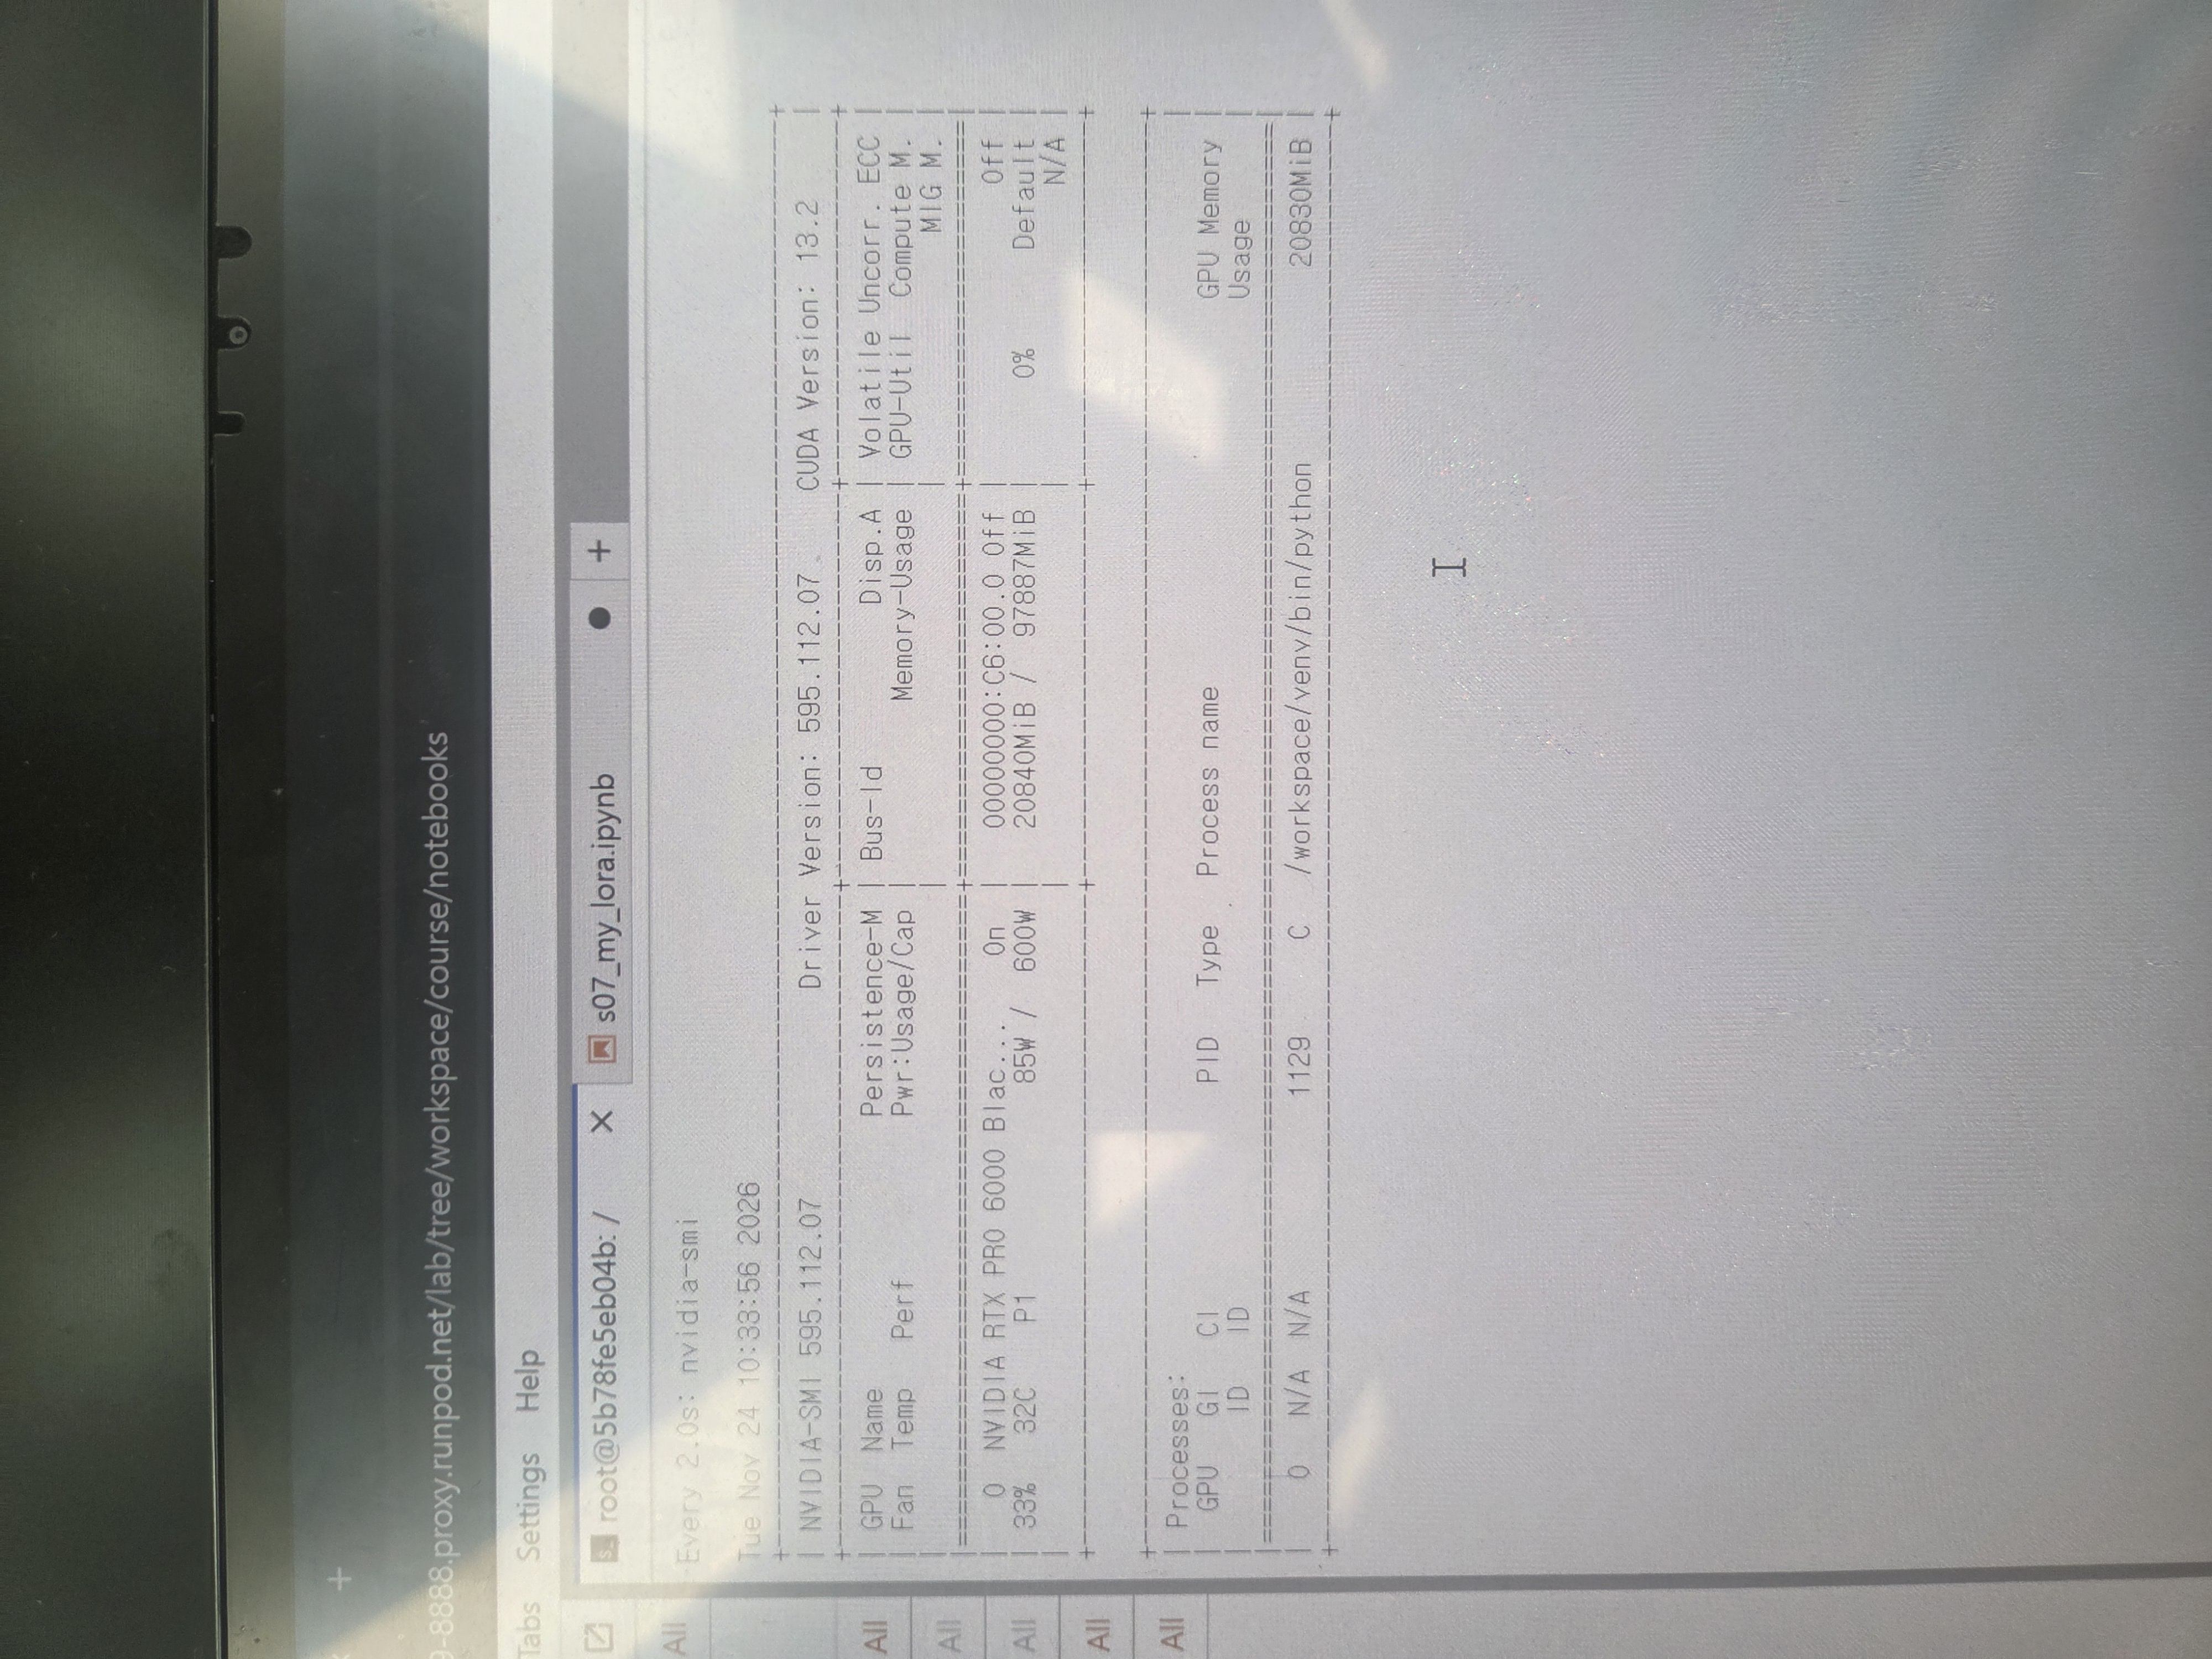 +
9-8888.proxy.runpod.net/lab/tree/workspace/course/notebooks
Tabs Settings Help
root@5b78fe5eb04b: / × s07_my_lora.ipynb ● +
All
All
All
All
All
All
Every 2.0s: nvidia-smi
Tue Nov 24 10:33:56 2026
+-----------------------------------------------------------------------------------------+
| NVIDIA-SMI 595.112.07             Driver Version: 595.112.07     CUDA Version: 13.2     |
+-----------------------------------------+------------------------+----------------------+
| GPU  Name                 Persistence-M | Bus-Id          Disp.A | Volatile Uncorr. ECC |
| Fan  Temp   Perf          Pwr:Usage/Cap |           Memory-Usage | GPU-Util  Compute M. |
|                                         |                        |               MIG M. |
|=========================================+========================+======================|
|   0  NVIDIA RTX PRO 6000 Blac...    On  |   00000000:C6:00.0 Off |                  Off |
| 33%   32C    P1              85W /  600W |   20840MiB /  97887MiB |      0%      Default |
|                                         |                        |                  N/A |
+-----------------------------------------+------------------------+----------------------+
+-----------------------------------------------------------------------------------------+
| Processes:                                                                              |
|  GPU   GI   CI              PID   Type   Process name                        GPU Memory |
|        ID   ID                                                               Usage      |
|=========================================================================================|
|    0   N/A  N/A            1129      C   /workspace/venv/bin/python            20830MiB |
+-----------------------------------------------------------------------------------------+